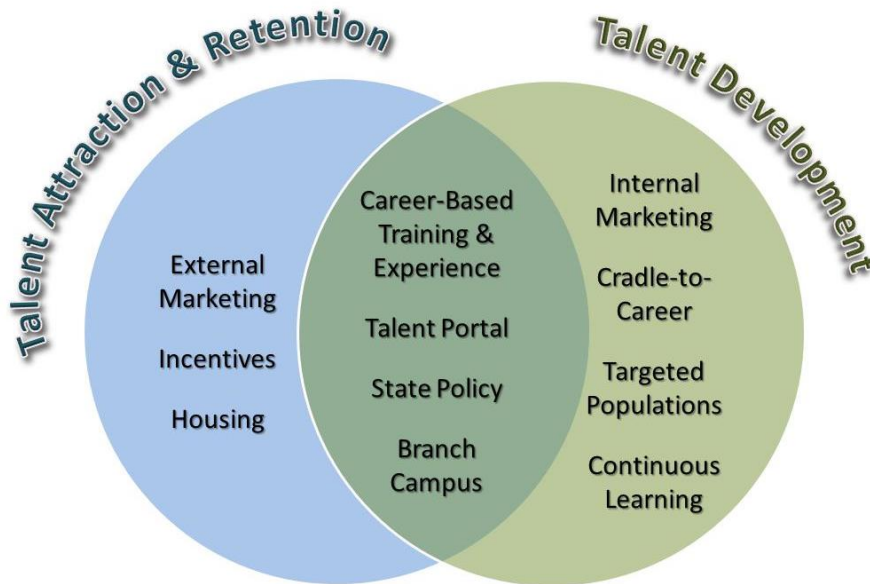 Talent Attraction & Retention
Talent Development
External
Marketing
Incentives
Housing
Career-Based
Training &
Experience
Talent Portal
State Policy
Branch
Campus
Internal
Marketing
Cradle-to-
Career
Targeted
Populations
Continuous
Learning